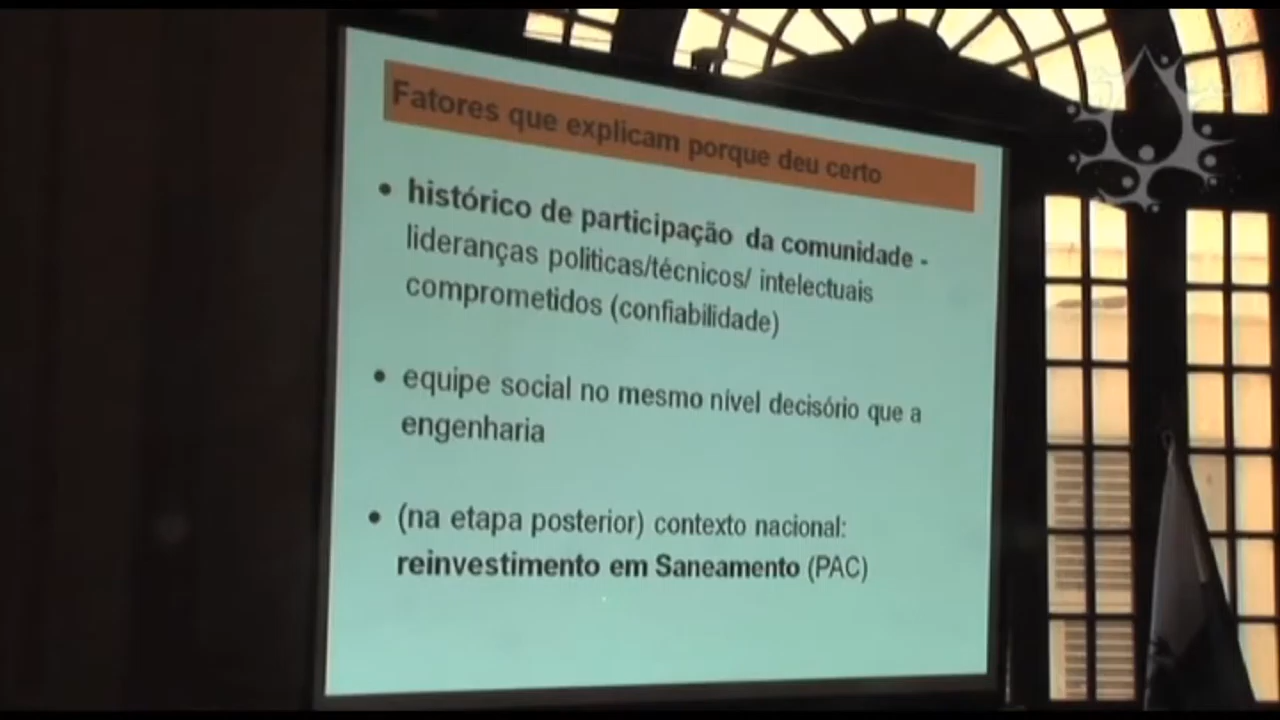 Fatores que explicam porque deu certo
• histórico de participação da comunidade -
lideranças politicas/técnicos/ intelectuais
comprometidos (confiabilidade)
• equipe social no mesmo nível decisório que a
engenharia
• (na etapa posterior) contexto nacional:
reinvestimento em Saneamento (PAC)